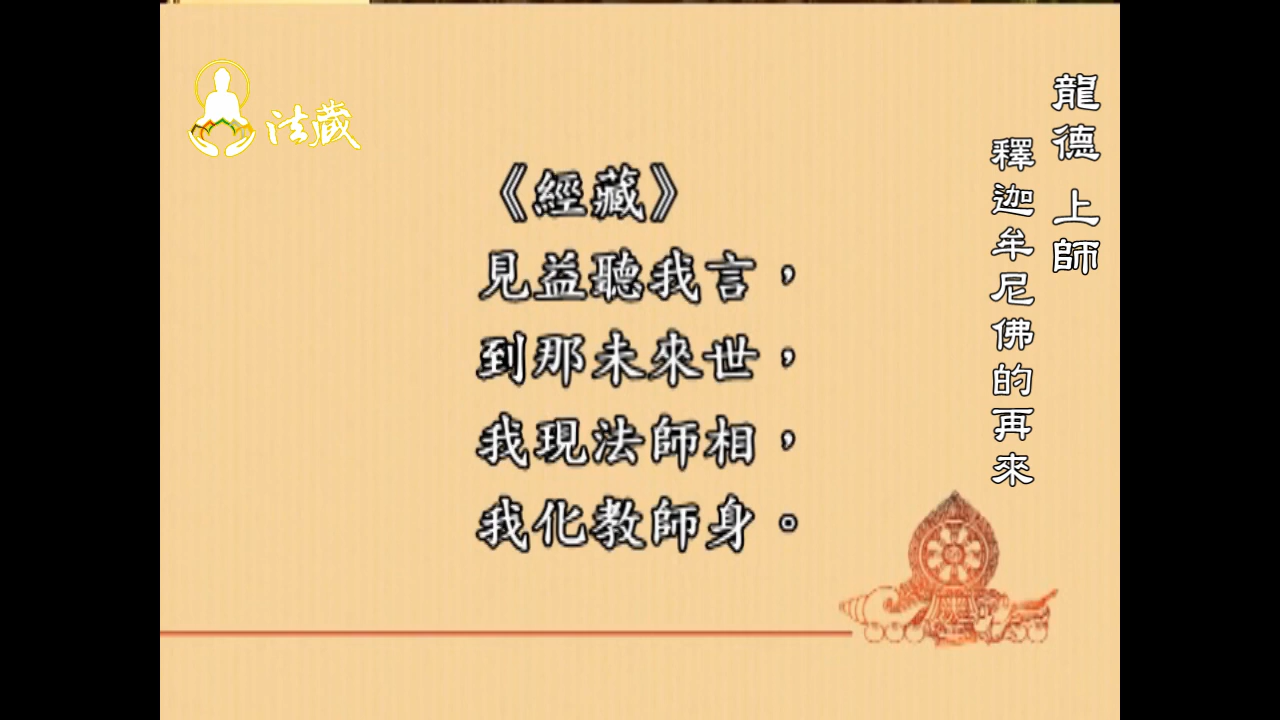 法藏
龍德 上師
釋迦牟尼佛的再來
《經藏》
見益聽我言，
到那未來世，
我現法師相，
我化教師身。